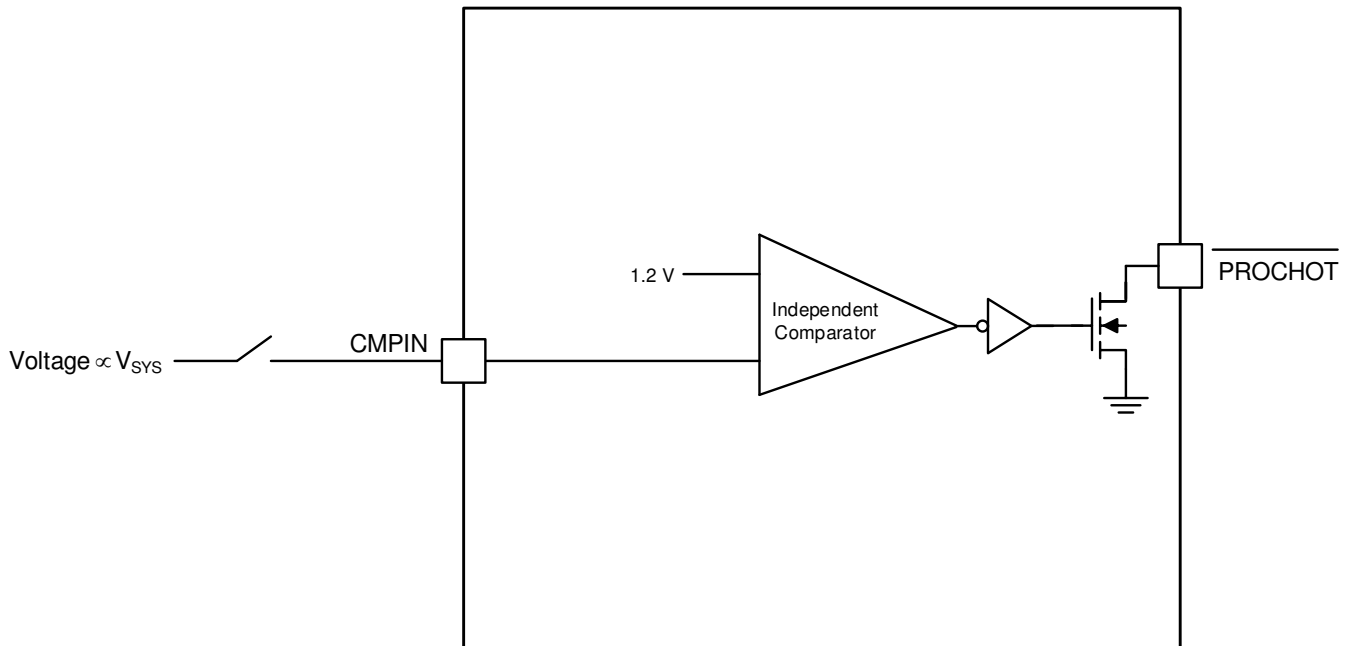 1.2 V
Independent
Comparator
PROCHOT
CMPIN
Voltage ∝ VSYS